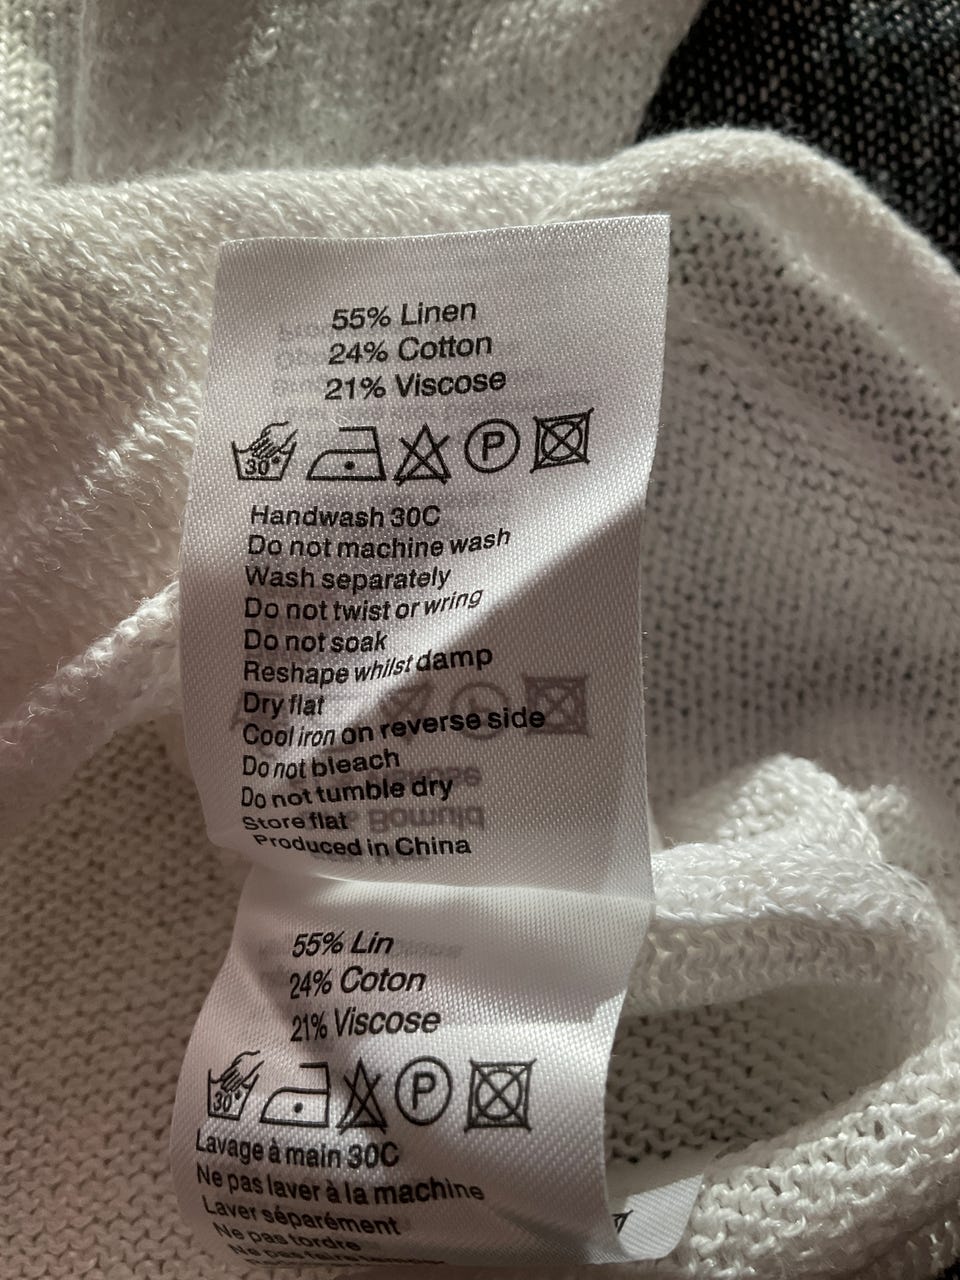 55% Linen
24% Cotton
21% Viscose
30°
P
Handwash 30C
Do not machine wash
Wash separately
Do not twist or wring
Do not soak
Reshape whilst damp
Dry flat
Cool iron on reverse side
Do not bleach
Do not tumble dry
Store flat
Produced in China
55% Lin
24% Coton
21% Viscose
30°
P
Lavage à main 30C
Ne pas laver à la machine
Laver séparément
Ne pas tordre
Ne pas faire